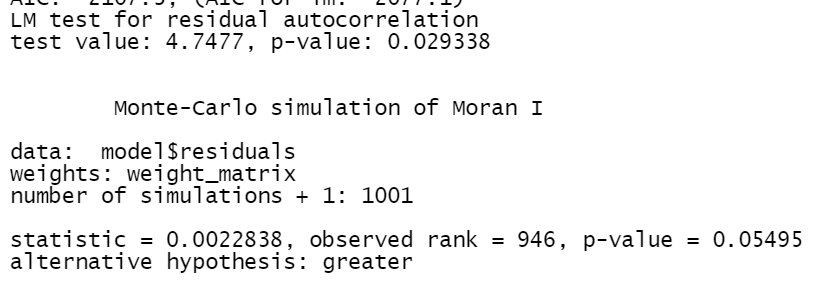 AIC: -2167.5, (AIC for lm: -2077.1)
LM test for residual autocorrelation
test value: 4.7477, p-value: 0.029338
Monte-Carlo simulation of Moran I
data:  model$residuals
weights: weight_matrix
number of simulations + 1: 1001
statistic = 0.0022838, observed rank = 946, p-value = 0.05495
alternative hypothesis: greater